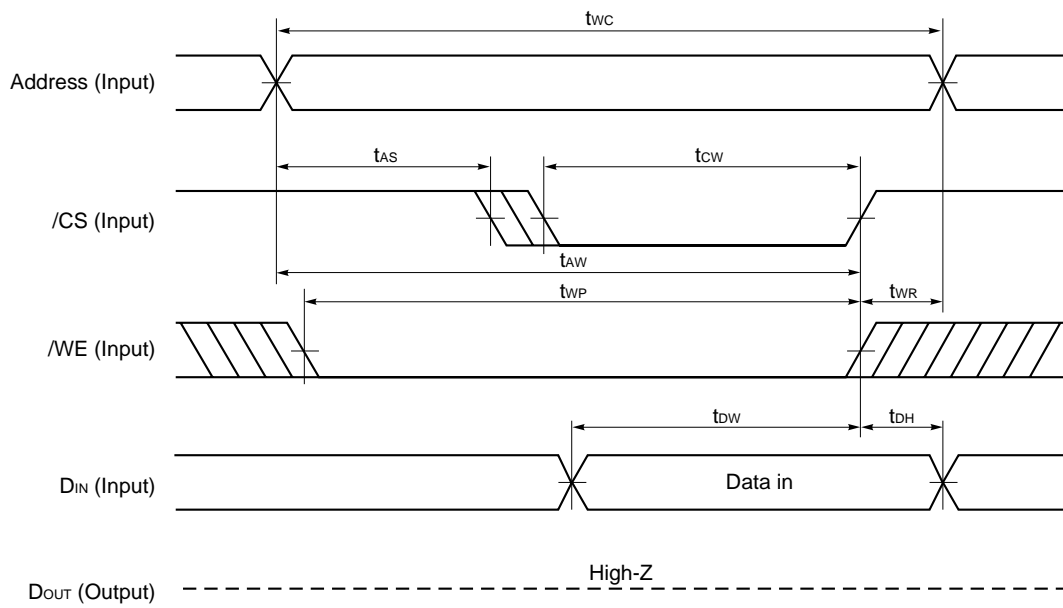 tWC
Address (Input)
tAS
tCW
/CS (Input)
tAW
tWP
tWR
/WE (Input)
tDW
tDH
DIN (Input)
Data in
High-Z
DOUT (Output)